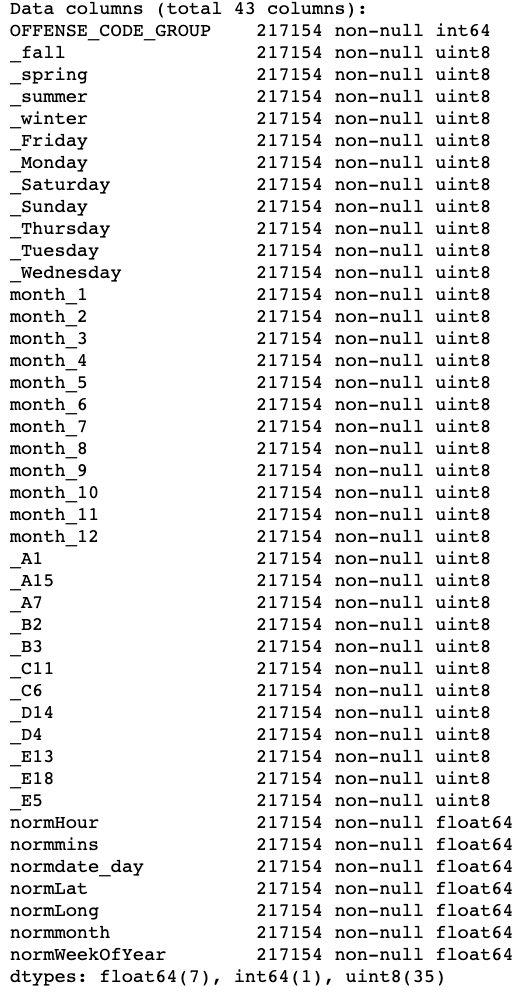 Data columns (total 43 columns):
OFFENSE_CODE_GROUP    217154 non-null int64
_fall                 217154 non-null uint8
_spring               217154 non-null uint8
_summer               217154 non-null uint8
_winter               217154 non-null uint8
_Friday               217154 non-null uint8
_Monday               217154 non-null uint8
_Saturday             217154 non-null uint8
_Sunday               217154 non-null uint8
_Thursday             217154 non-null uint8
_Tuesday              217154 non-null uint8
_Wednesday            217154 non-null uint8
month_1               217154 non-null uint8
month_2               217154 non-null uint8
month_3               217154 non-null uint8
month_4               217154 non-null uint8
month_5               217154 non-null uint8
month_6               217154 non-null uint8
month_7               217154 non-null uint8
month_8               217154 non-null uint8
month_9               217154 non-null uint8
month_10              217154 non-null uint8
month_11              217154 non-null uint8
month_12              217154 non-null uint8
_A1                   217154 non-null uint8
_A15                  217154 non-null uint8
_A7                   217154 non-null uint8
_B2                   217154 non-null uint8
_B3                   217154 non-null uint8
_C11                  217154 non-null uint8
_C6                   217154 non-null uint8
_D14                  217154 non-null uint8
_D4                   217154 non-null uint8
_E13                  217154 non-null uint8
_E18                  217154 non-null uint8
_E5                   217154 non-null uint8
normHour              217154 non-null float64
normmins              217154 non-null float64
normdate_day          217154 non-null float64
normLat               217154 non-null float64
normLong              217154 non-null float64
normmonth             217154 non-null float64
normWeekOfYear        217154 non-null float64
dtypes: float64(7), int64(1), uint8(35)